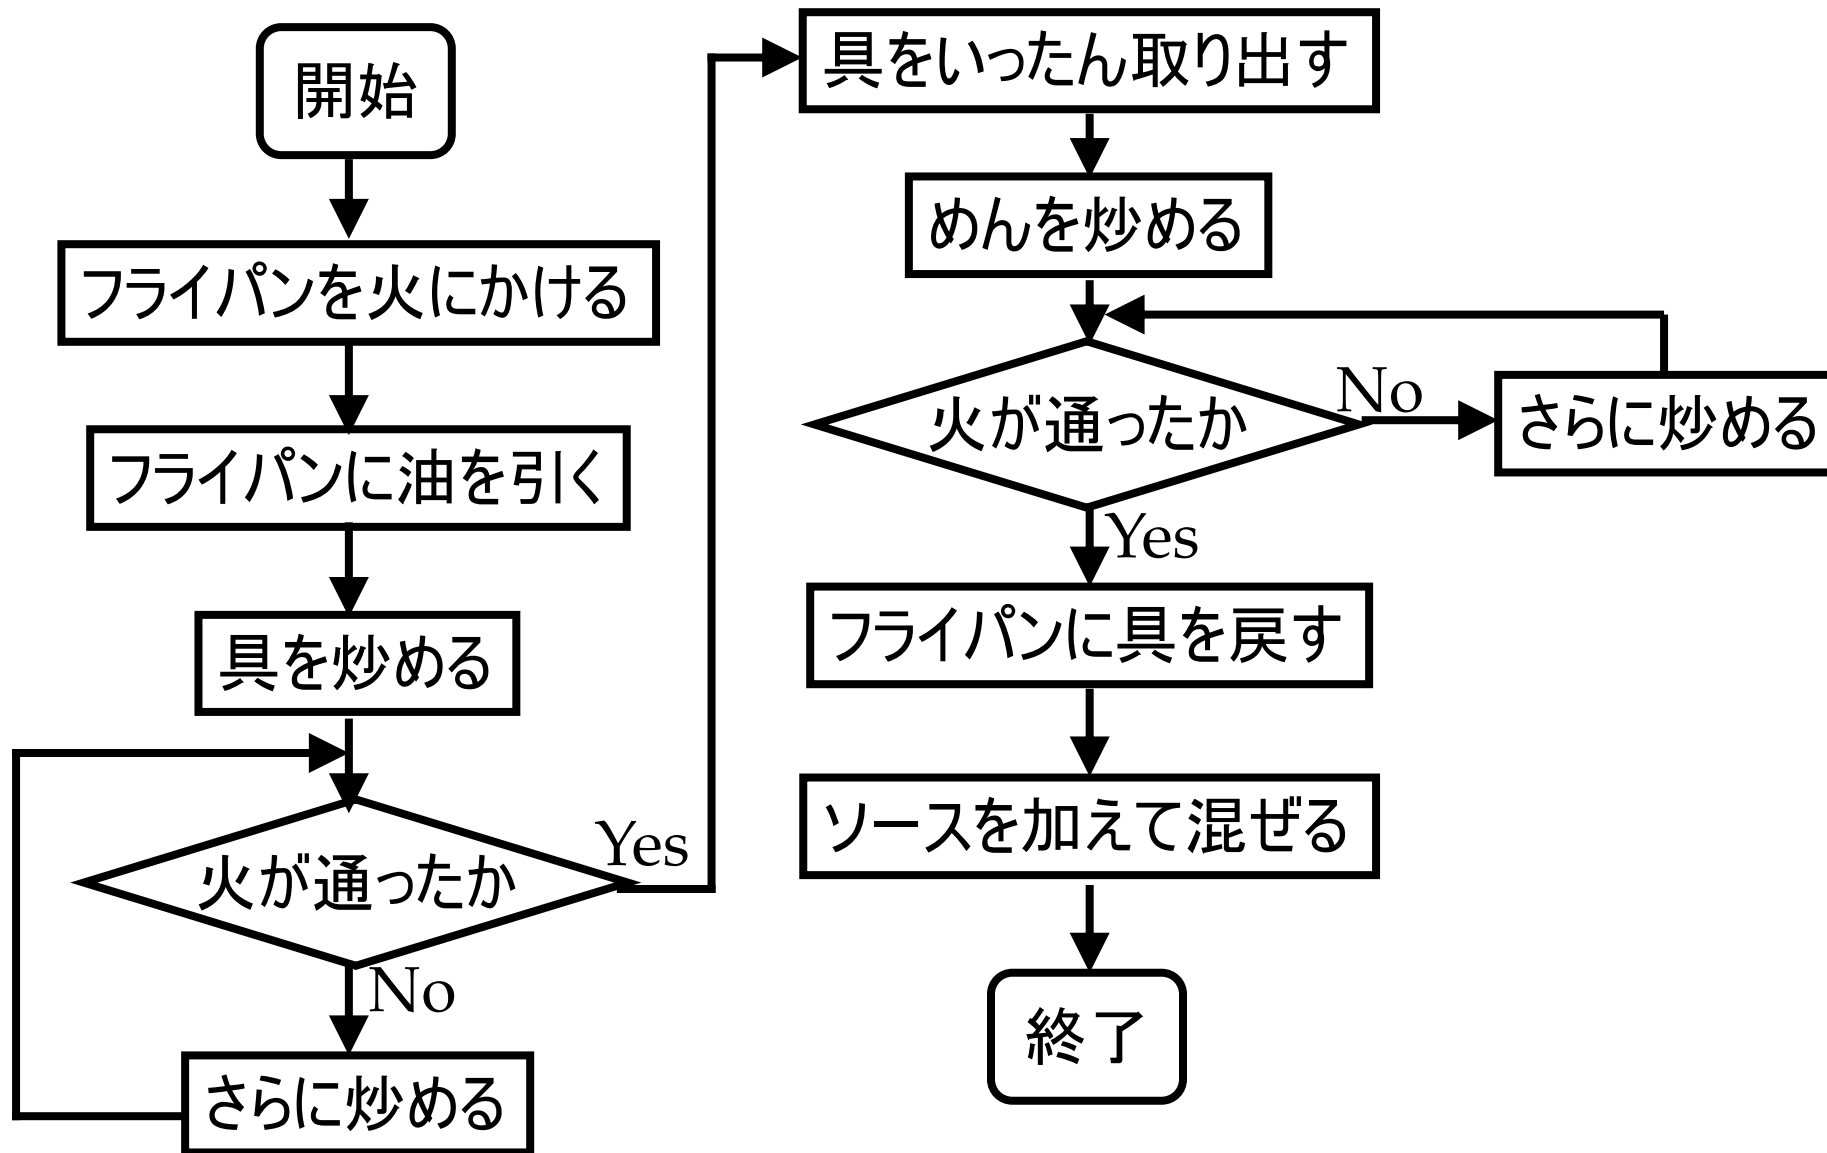 開始
フライパンを火にかける
フライパンに油を引く
具を炒める
火が通ったか
Yes
No
さらに炒める
具をいったん取り出す
めんを炒める
火が通ったか
No
さらに炒める
Yes
フライパンに具を戻す
ソースを加えて混ぜる
終了